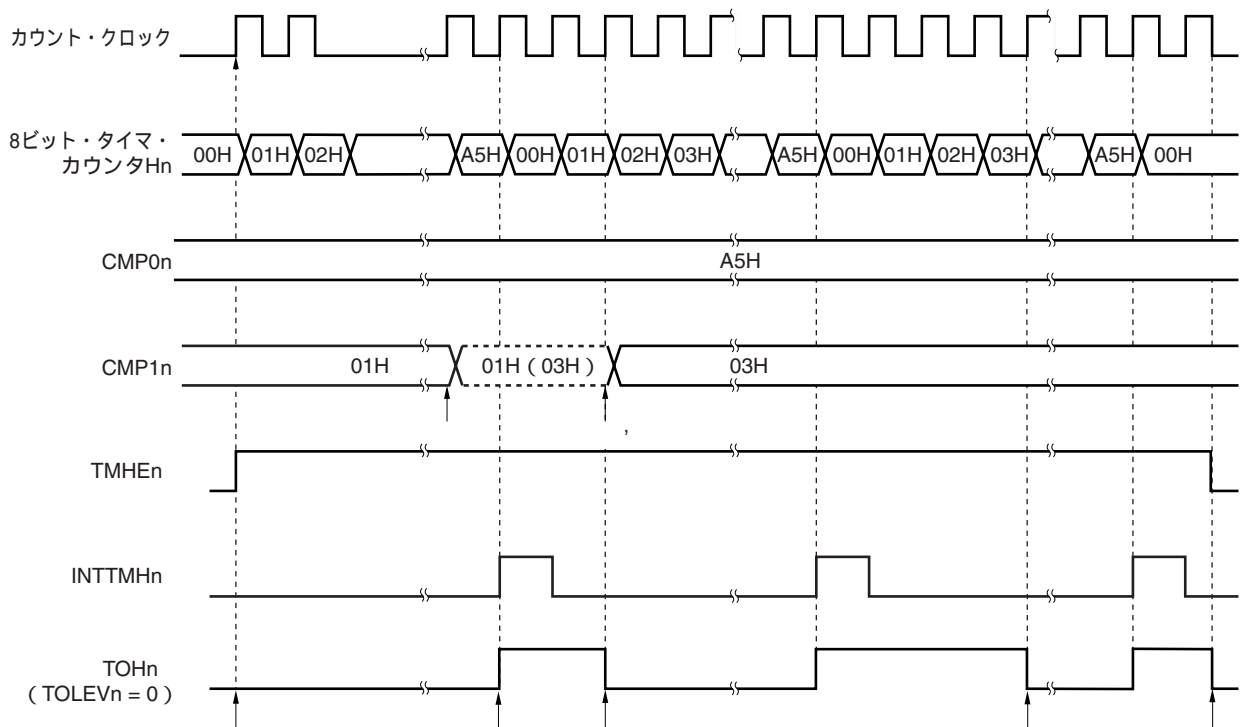 カウント・クロック
8ビット・タイマ・
カウンタHn
00H 01H 02H A5H 00H 01H 02H 03H A5H 00H 01H 02H 03H A5H 00H
CMP0n
A5H
CMP1n
01H 01H（03H） 03H
,
TMHEn
INTTMHn
TOHn
（TOLEVn = 0）